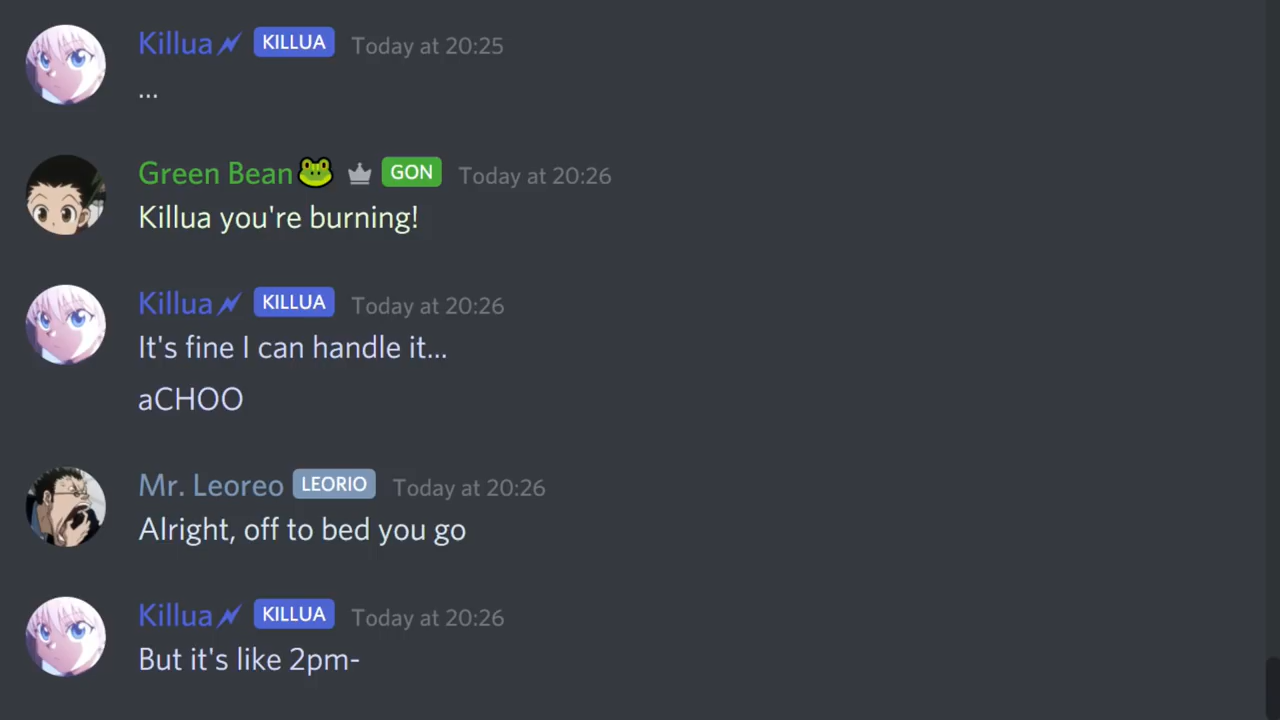 Killua KILLUA Today at 20:25
...
Green Bean🐸 GON Today at 20:26
Killua you're burning!
Killua KILLUA Today at 20:26
It's fine I can handle it...
aCHOO
Mr. Leoreo LEORIO Today at 20:26
Alright, off to bed you go
Killua KILLUA Today at 20:26
But it's like 2pm-